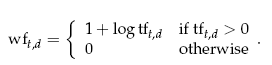 wf_{t,d} = { 1 + log tf_{t,d} if tf_{t,d} > 0
0 otherwise .